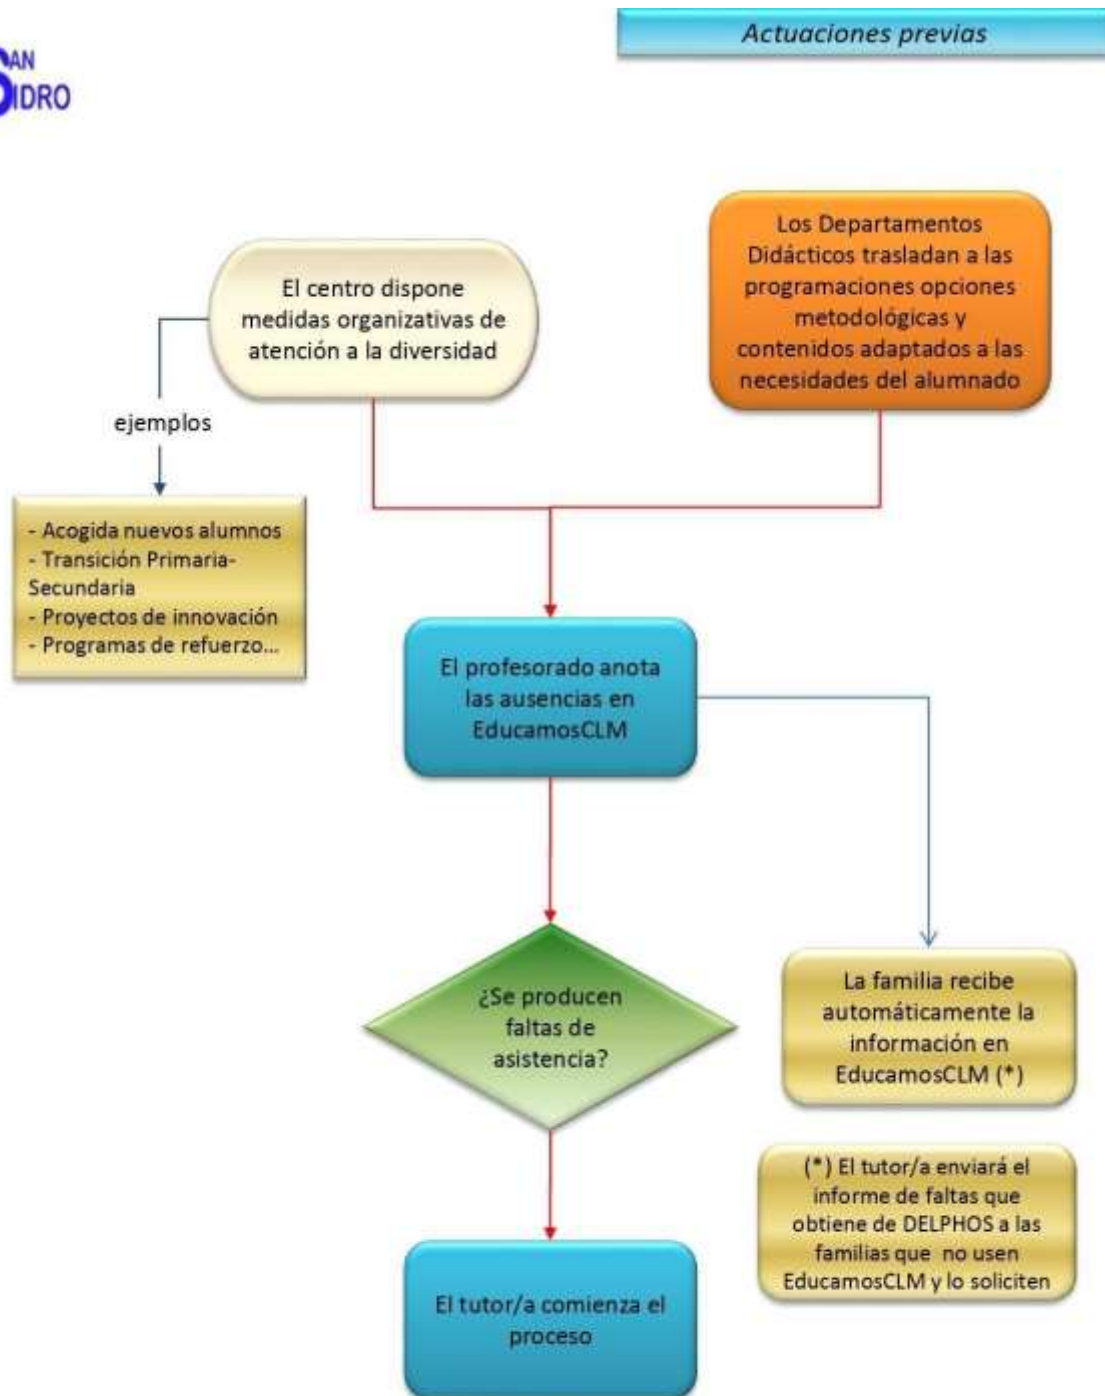 Actuaciones previas
SAN
ISIDRO
El centro dispone
medidas organizativas de
atención a la diversidad
Los Departamentos
Didácticos trasladan a las
programaciones opciones
metodológicas y
contenidos adaptados a las
necesidades del alumnado
ejemplos
- Acogida nuevos alumnos
- Transición Primaria-
Secundaria
- Proyectos de innovación
- Programas de refuerzo...
El profesorado anota
las ausencias en
EducamosCLM
¿Se producen
faltas de
asistencia?
La familia recibe
automáticamente la
información en
EducamosCLM (*)
(*) El tutor/a enviará el
informe de faltas que
obtiene de DELPHOS a las
familias que no usen
EducamosCLM y lo soliciten
El tutor/a comienza el
proceso